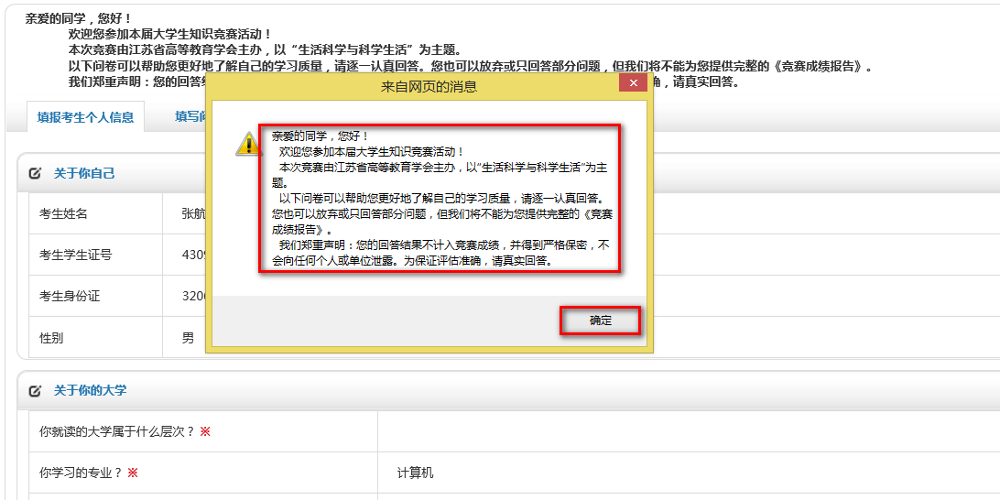 亲爱的同学，您好！
欢迎您参加本届大学生知识竞赛活动！
本次竞赛由江苏省高等教育学会主办，以“生活科学与科学生活”为主题。
以下问卷可以帮助您更好地了解自己的学习质量，请逐一认真回答。您也可以放弃或只回答部分问题，但我们将不能为您提供完整的《竞赛成绩报告》。
我们郑重声明：您的回答
确，请真实回答。
来自网页的消息
填报考生个人信息
填写
亲爱的同学，您好！
欢迎您参加本届大学生知识竞赛活动！
本次竞赛由江苏省高等教育学会主办，以“生活科学与科学生活”为主
题。
以下问卷可以帮助您更好地了解自己的学习质量，请逐一认真回答。
您也可以放弃或只回答部分问题，但我们将不能为您提供完整的《竞赛
成绩报告》。
我们郑重声明：您的回答结果不计入竞赛成绩，并得到严格保密，不
会向任何个人或单位泄露。为保证评估准确，请真实回答。
确定
关于你自己
考生姓名 张航
考生学生证号 4309
考生身份证 320
性别 男
关于你的大学
你就读的大学属于什么层次？※
你学习的专业？※ 计算机